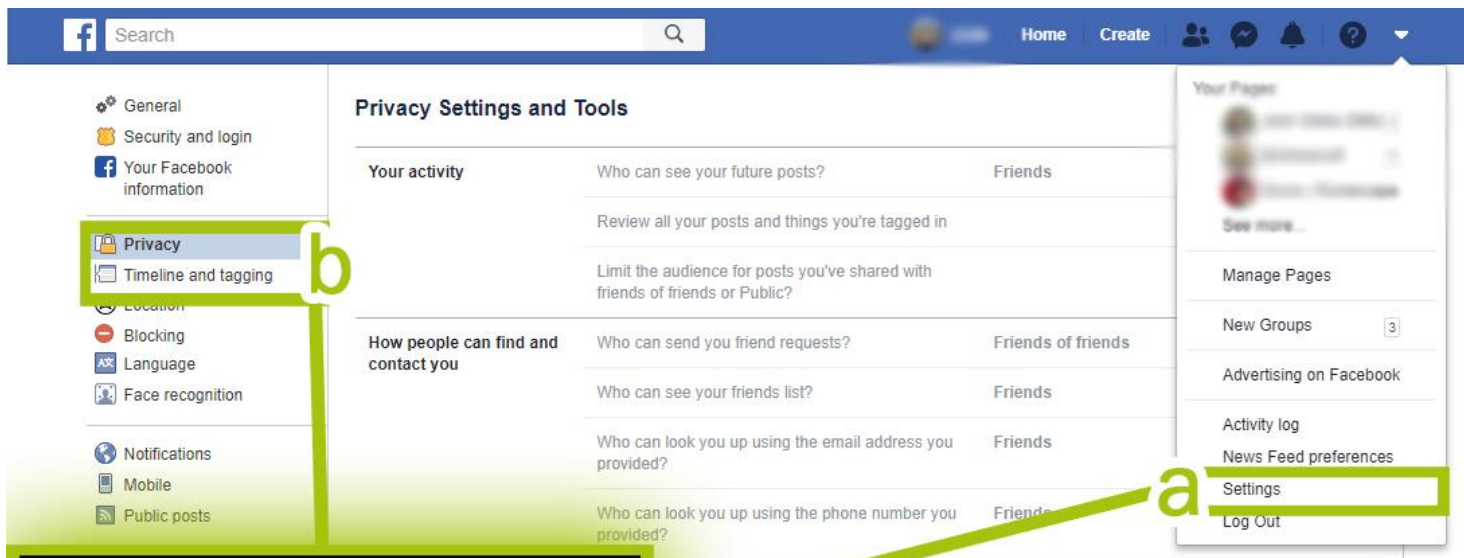 f Search Home Create
General
Security and login
Your Facebook
information
Privacy
Timeline and tagging
Location
Blocking
Language
Face recognition
Notifications
Mobile
Public posts
b
Privacy Settings and Tools
Your activity Who can see your future posts? Friends
Review all your posts and things you're tagged in
Limit the audience for posts you've shared with
friends of friends or Public?
How people can find and
contact you
Who can send you friend requests? Friends of friends
Who can see your friends list? Friends
Who can look you up using the email address you
provided?
Friends
Who can look you up using the phone number you
provided?
Friends
Your Pages:
See more...
Manage Pages
New Groups 3
Advertising on Facebook
Activity log
News Feed preferences
a Settings
Log Out